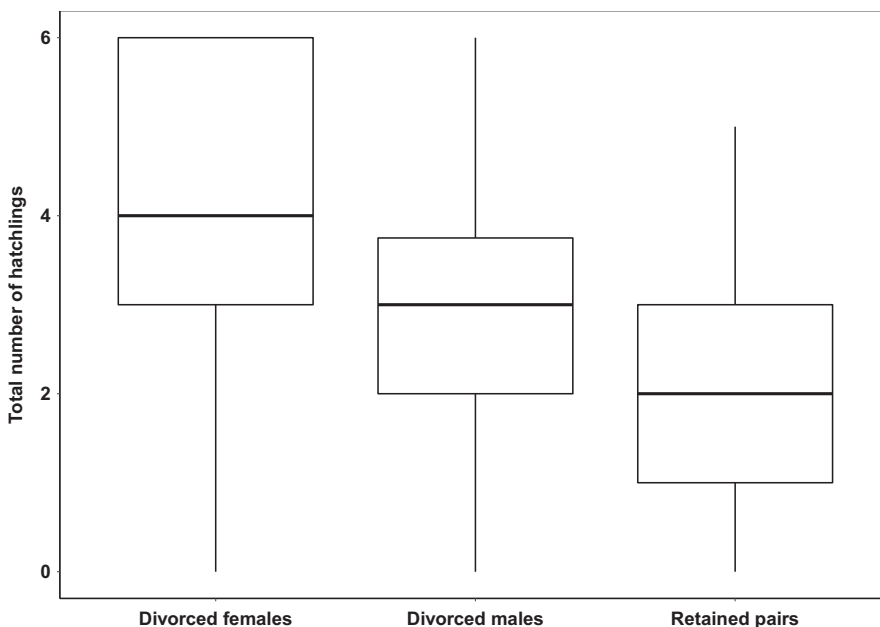 Total number of hatchlings
6
4
2
0
Divorced females
Divorced males
Retained pairs